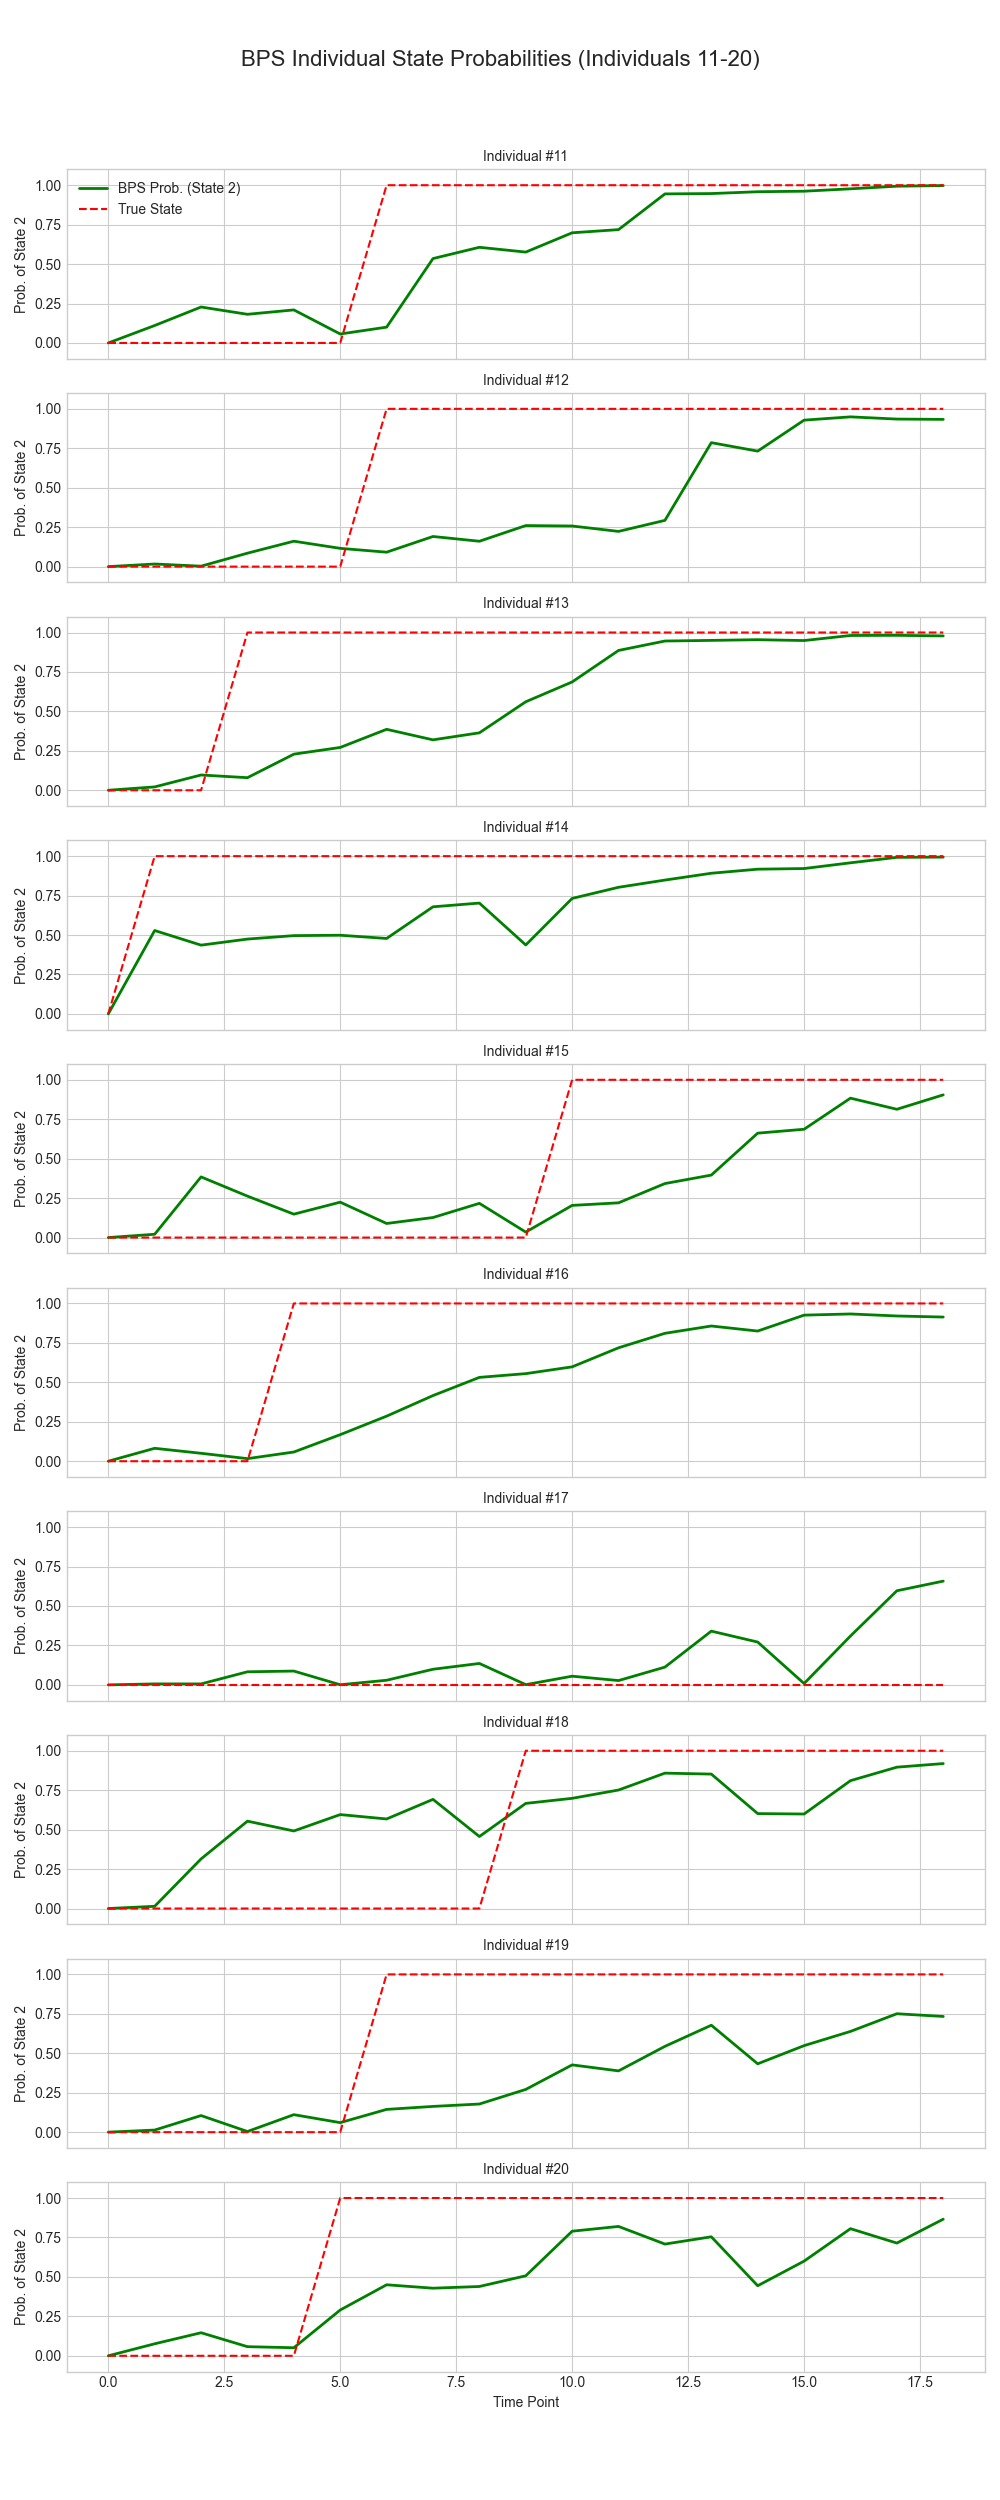 BPS Individual State Probabilities (Individuals 11-20)
Individual #11
BPS Prob. (State 2)
True State
Prob. of State 2
1.00
0.75
0.50
0.25
0.00
Individual #12
Prob. of State 2
1.00
0.75
0.50
0.25
0.00
Individual #13
Prob. of State 2
1.00
0.75
0.50
0.25
0.00
Individual #14
Prob. of State 2
1.00
0.75
0.50
0.25
0.00
Individual #15
Prob. of State 2
1.00
0.75
0.50
0.25
0.00
Individual #16
Prob. of State 2
1.00
0.75
0.50
0.25
0.00
Individual #17
Prob. of State 2
1.00
0.75
0.50
0.25
0.00
Individual #18
Prob. of State 2
1.00
0.75
0.50
0.25
0.00
Individual #19
Prob. of State 2
1.00
0.75
0.50
0.25
0.00
Individual #20
Prob. of State 2
1.00
0.75
0.50
0.25
0.00
0.0 2.5 5.0 7.5 10.0 12.5 15.0 17.5
Time Point